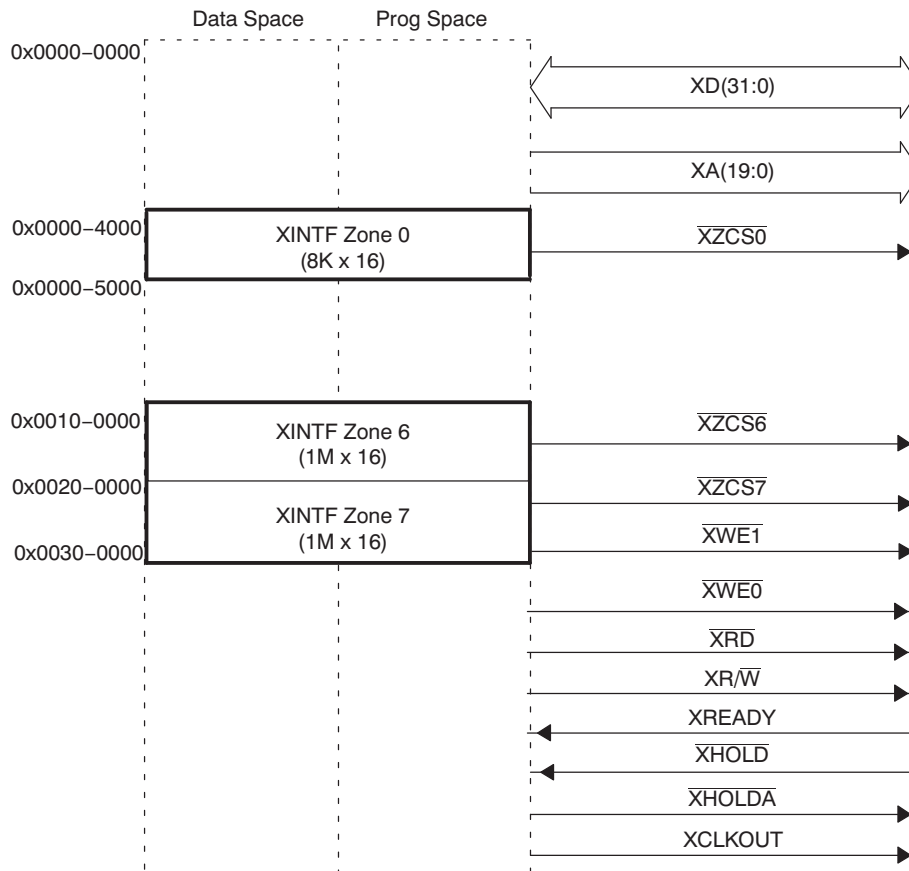 Data Space Prog Space
0x0000–0000
XD(31:0)
XA(19:0)
0x0000–4000
XINTF Zone 0
(8K x 16)
XZCS0
0x0000–5000
0x0010–0000
XINTF Zone 6
(1M x 16)
XZCS6
0x0020–0000
XZCS7
XINTF Zone 7
(1M x 16)
0x0030–0000
XWE1
XWE0
XRD
XR/W
XREADY
XHOLD
XHOLDA
XCLKOUT